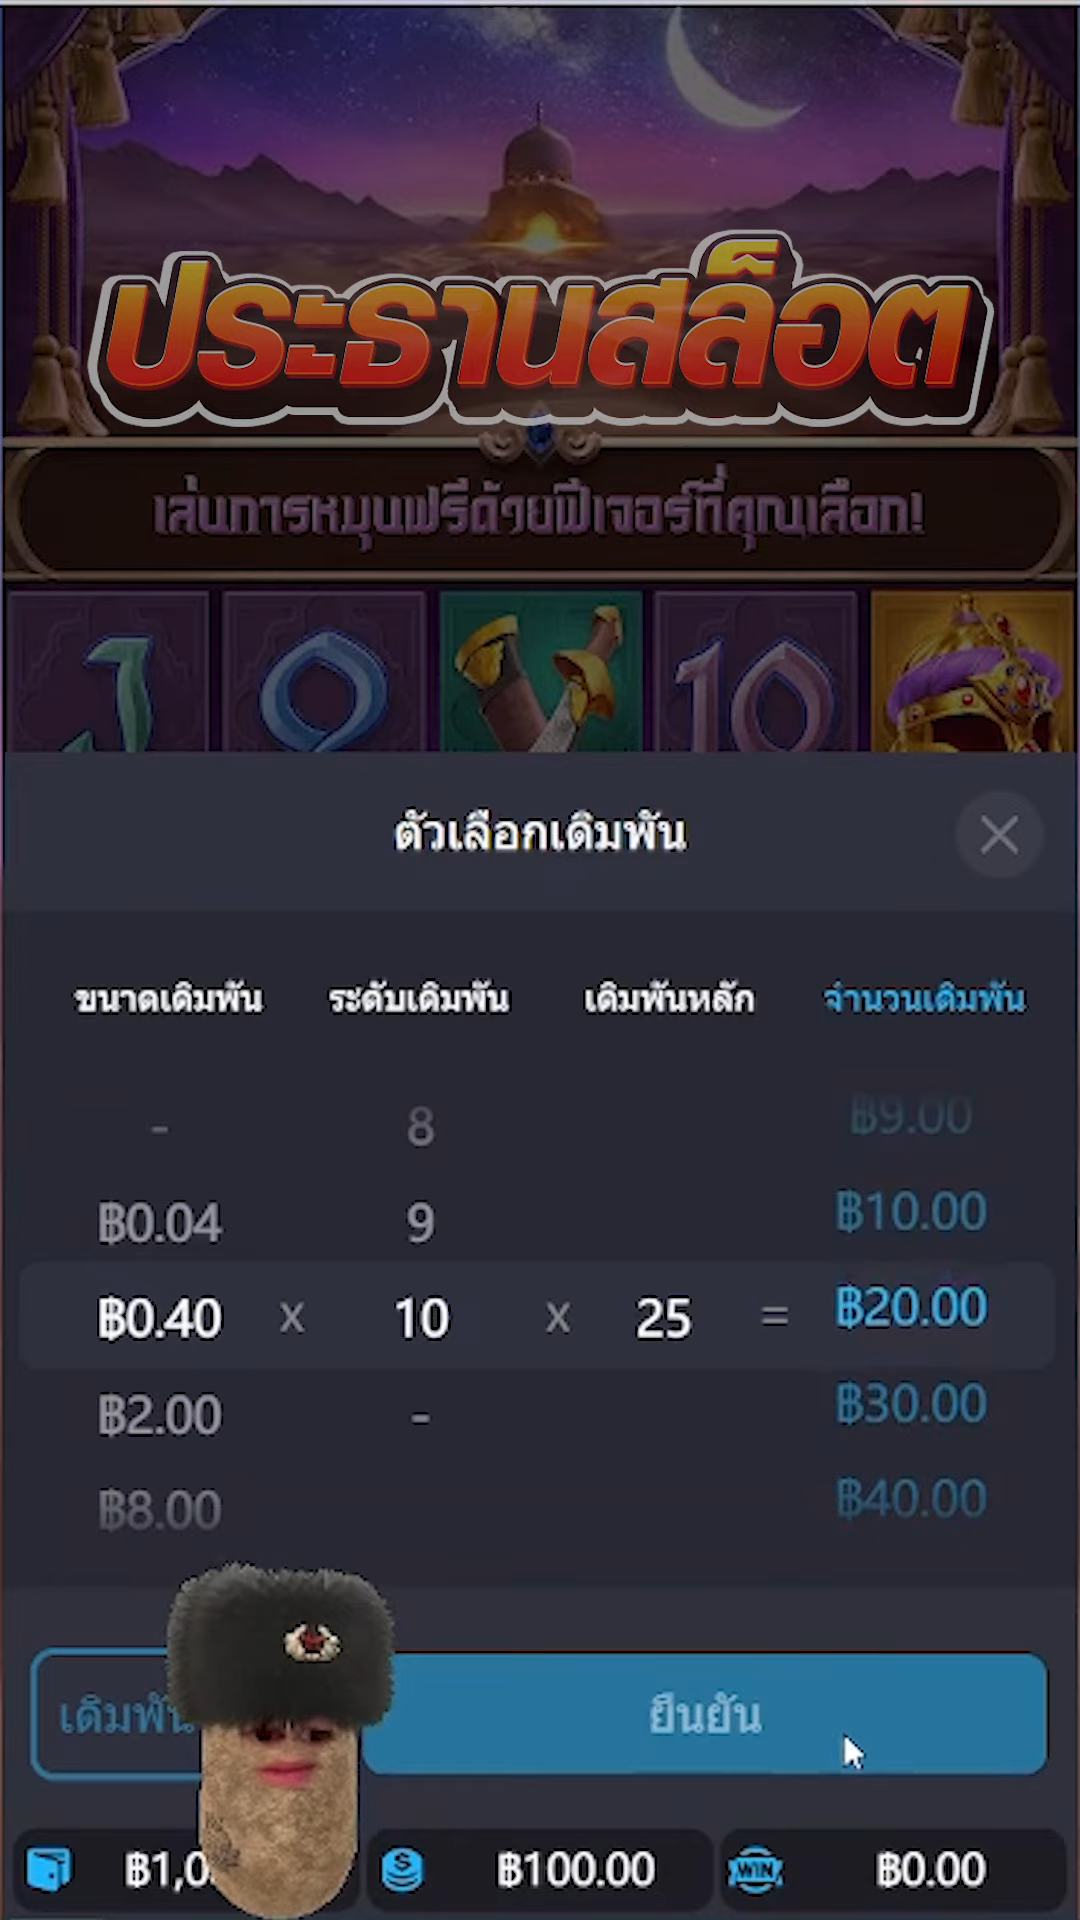 ประธานสล็อต
เล่นการหมุนฟรีด้วยฟีเจอร์ที่คุณเลือก!
J Q 10
ตัวเลือกเดิมพัน
ขนาดเดิมพัน ระดับเดิมพัน เดิมพันหลัก จำนวนเดิมพัน
- 8 ฿9.00
฿0.04 9 ฿10.00
฿0.40 x 10 x 25 = ฿20.00
฿2.00 - ฿30.00
฿8.00 ฿40.00
ยืนยัน
฿100.00 WIN ฿0.00